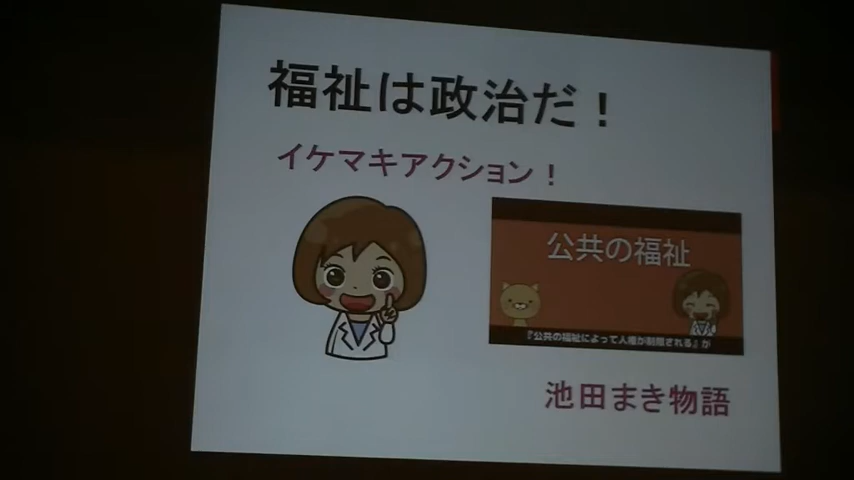 福祉は政治だ！
イケマキアクション！
公共の福祉
『公共の福祉によって人権が制限される』が
池田まき物語